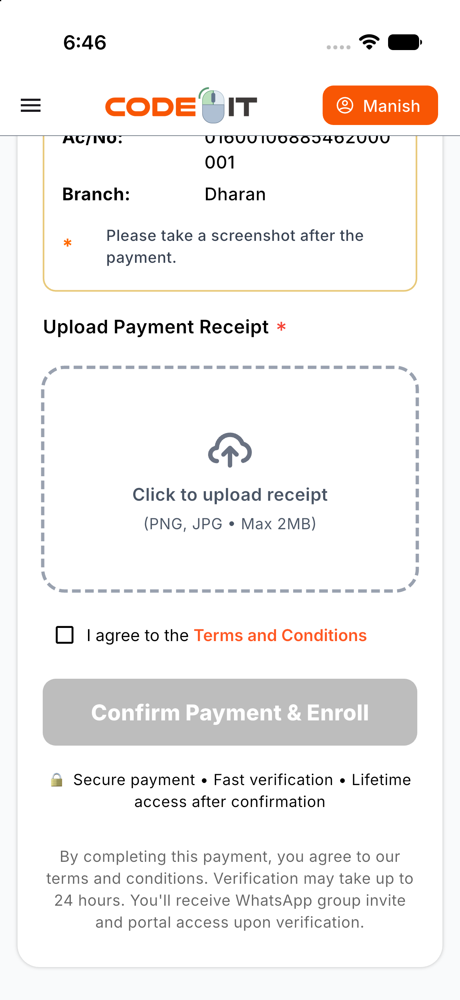 6:46
CODE IT
Manish
Ac/No: 01600106885462000
001
Branch: Dharan
* Please take a screenshot after the
payment.
Upload Payment Receipt *
Click to upload receipt
(PNG, JPG • Max 2MB)
I agree to the Terms and Conditions
Confirm Payment & Enroll
🔒 Secure payment • Fast verification • Lifetime
access after confirmation
By completing this payment, you agree to our
terms and conditions. Verification may take up to
24 hours. You'll receive WhatsApp group invite
and portal access upon verification.